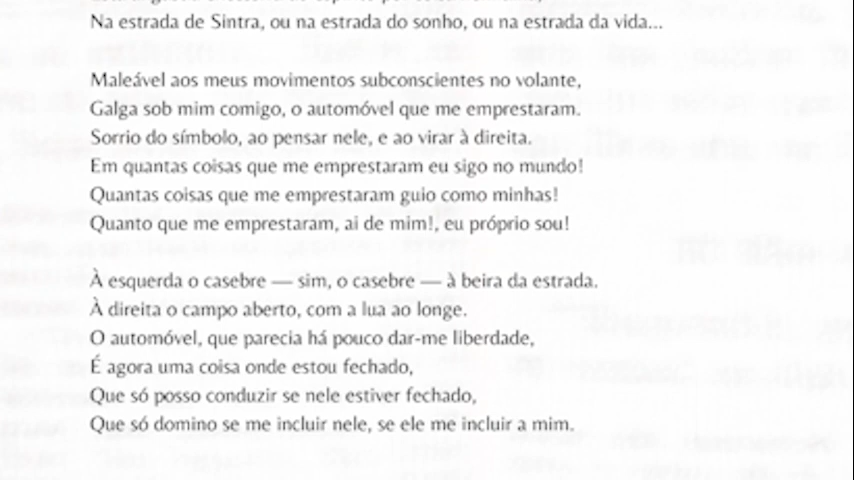 Na estrada de Sintra, ou na estrada do sonho, ou na estrada da vida...
Maleável aos meus movimentos subconscientes no volante,
Galga sob mim comigo, o automóvel que me emprestaram.
Sorrio do símbolo, ao pensar nele, e ao virar à direita.
Em quantas coisas que me emprestaram eu sigo no mundo!
Quantas coisas que me emprestaram guio como minhas!
Quanto que me emprestaram, ai de mim!, eu próprio sou!
À esquerda o casebre — sim, o casebre — à beira da estrada.
À direita o campo aberto, com a lua ao longe.
O automóvel, que parecia há pouco dar-me liberdade,
É agora uma coisa onde estou fechado,
Que só posso conduzir se nele estiver fechado,
Que só domino se me incluir nele, se ele me incluir a mim.